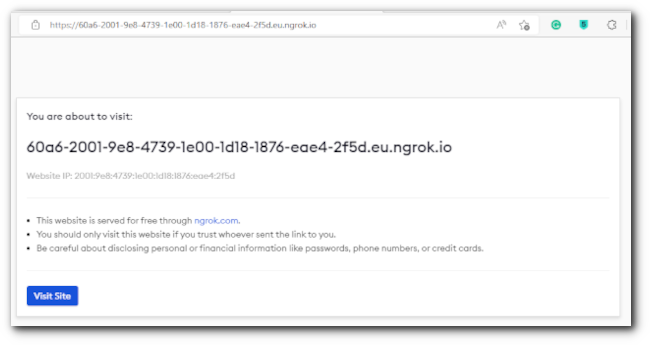 https://60a6-2001-9e8-4739-1e00-1d18-1876-eae4-2f5d.eu.ngrok.io
You are about to visit:
60a6-2001-9e8-4739-1e00-1d18-1876-eae4-2f5d.eu.ngrok.io
Website IP: 2001:9e8:4739:1e00:1d18:1876:eae4:2f5d
• This website is served for free through ngrok.com.
• You should only visit this website if you trust whoever sent the link to you.
• Be careful about disclosing personal or financial information like passwords, phone numbers, or credit cards.
Visit Site